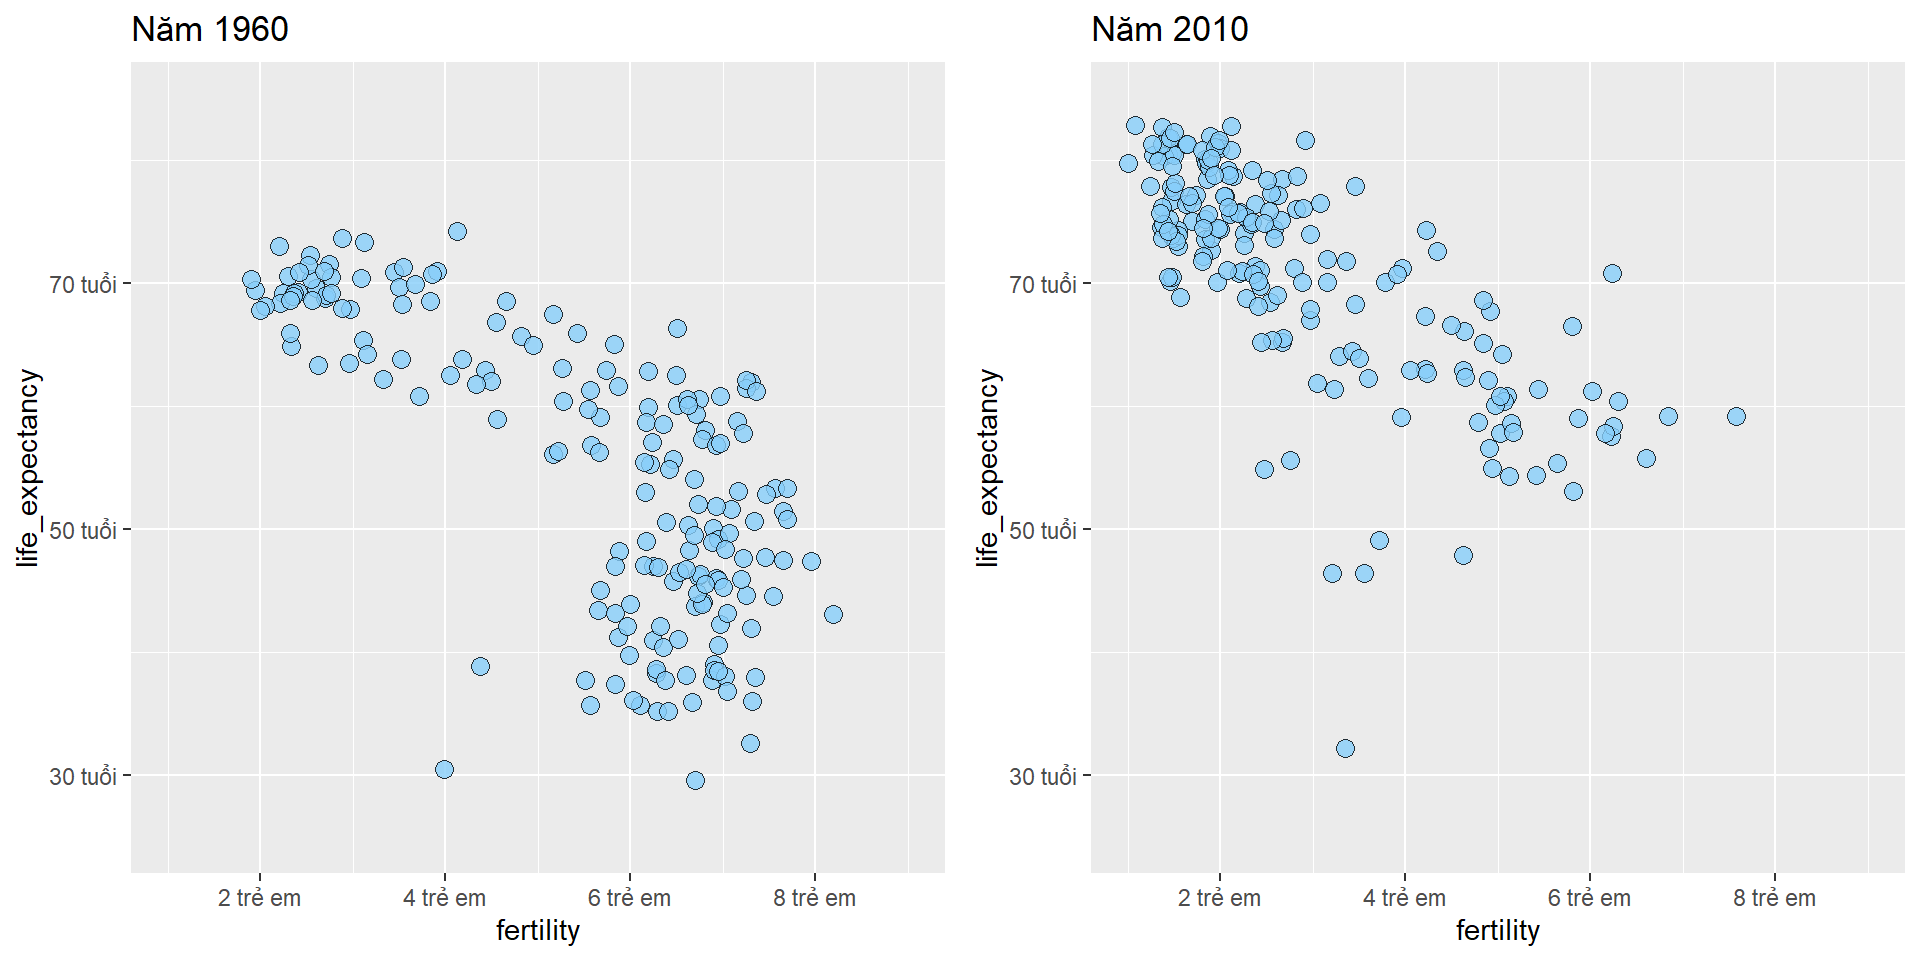 Năm 1960
life_expectancy
70 tuổi
50 tuổi
30 tuổi
2 trẻ em
4 trẻ em
6 trẻ em
8 trẻ em
fertility
Năm 2010
life_expectancy
70 tuổi
50 tuổi
30 tuổi
2 trẻ em
4 trẻ em
6 trẻ em
8 trẻ em
fertility